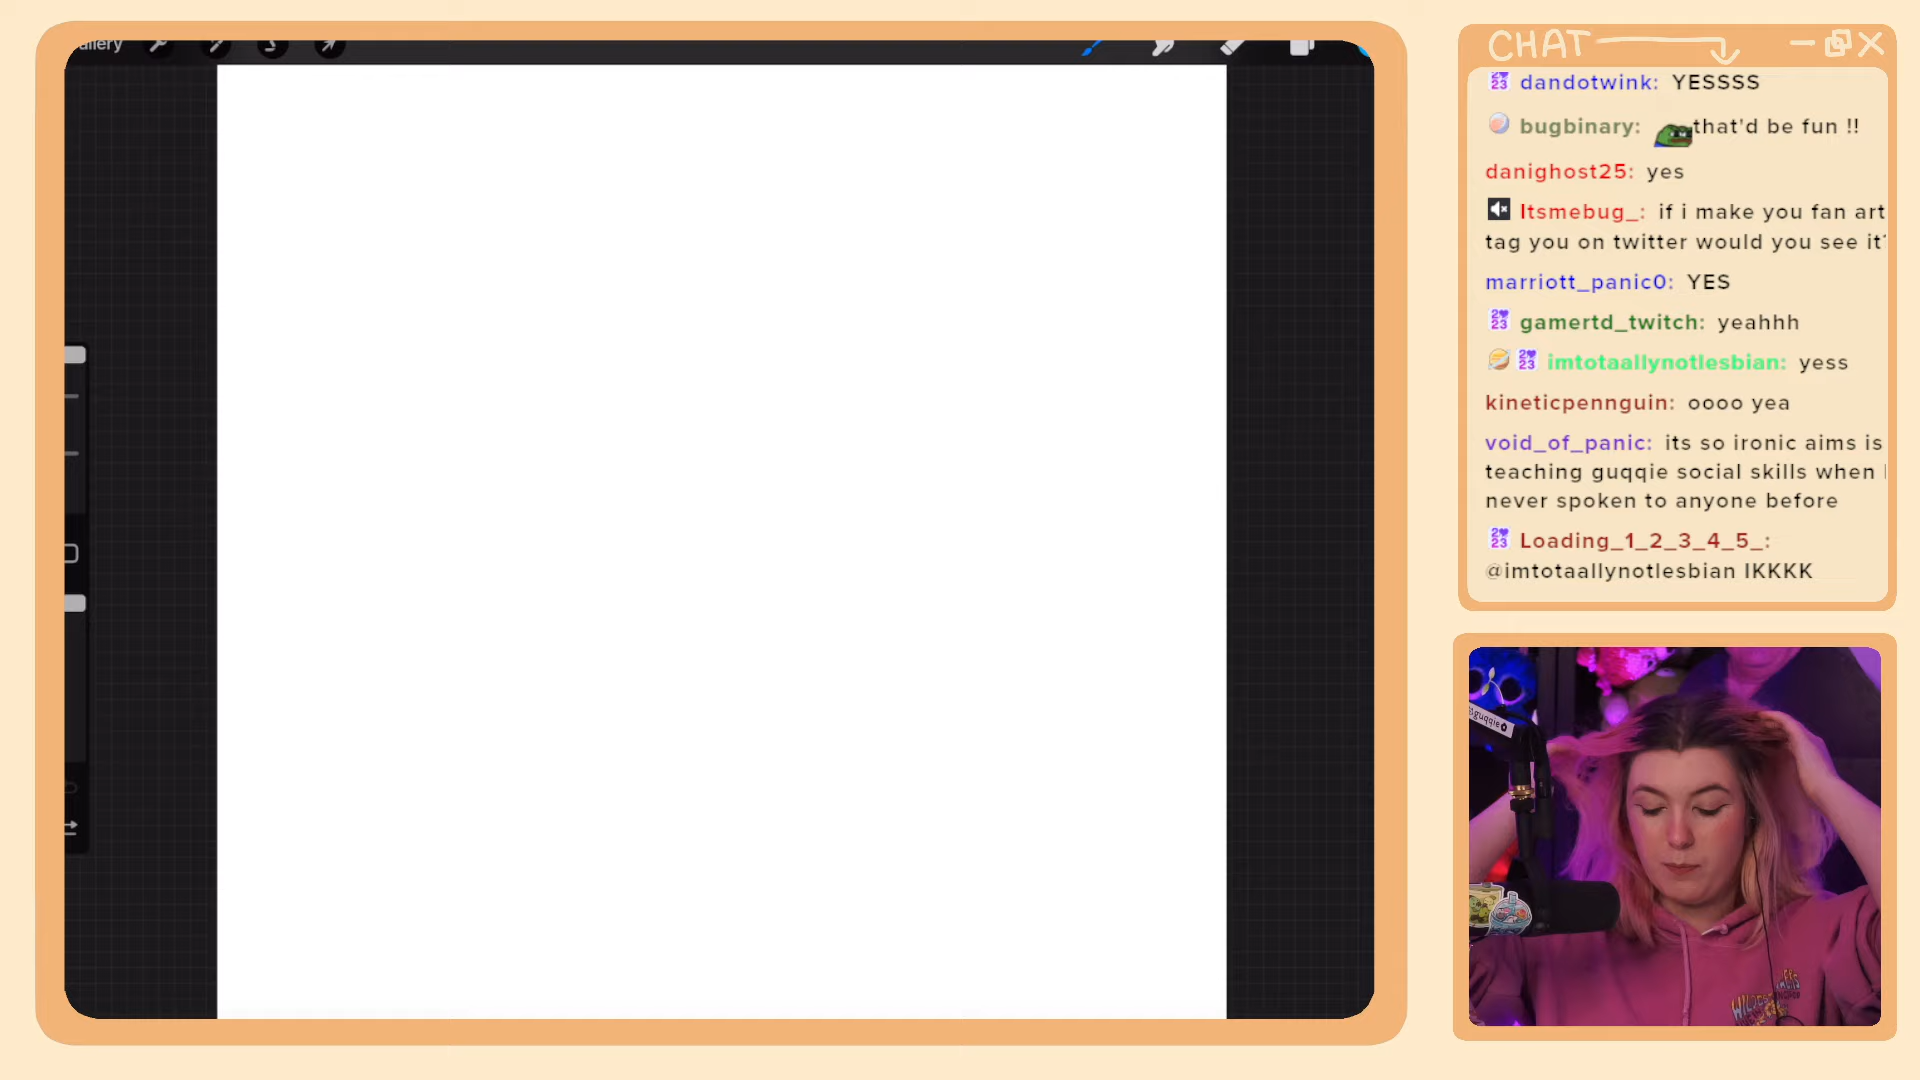 allery
CHAT
dandotwink: YESSSS
bugbinary: that'd be fun !!
danighost25: yes
Itsmebug_: if i make you fan art
tag you on twitter would you see it
marriott_panic0: YES
gamertd_twitch: yeahhh
imtotaallynotlesbian: yess
kineticpennguin: oooo yea
void_of_panic: its so ironic aims is
teaching guqqie social skills when
never spoken to anyone before
Loading_1_2_3_4_5_:
@imtotaallynotlesbian IKKKK
guqqie